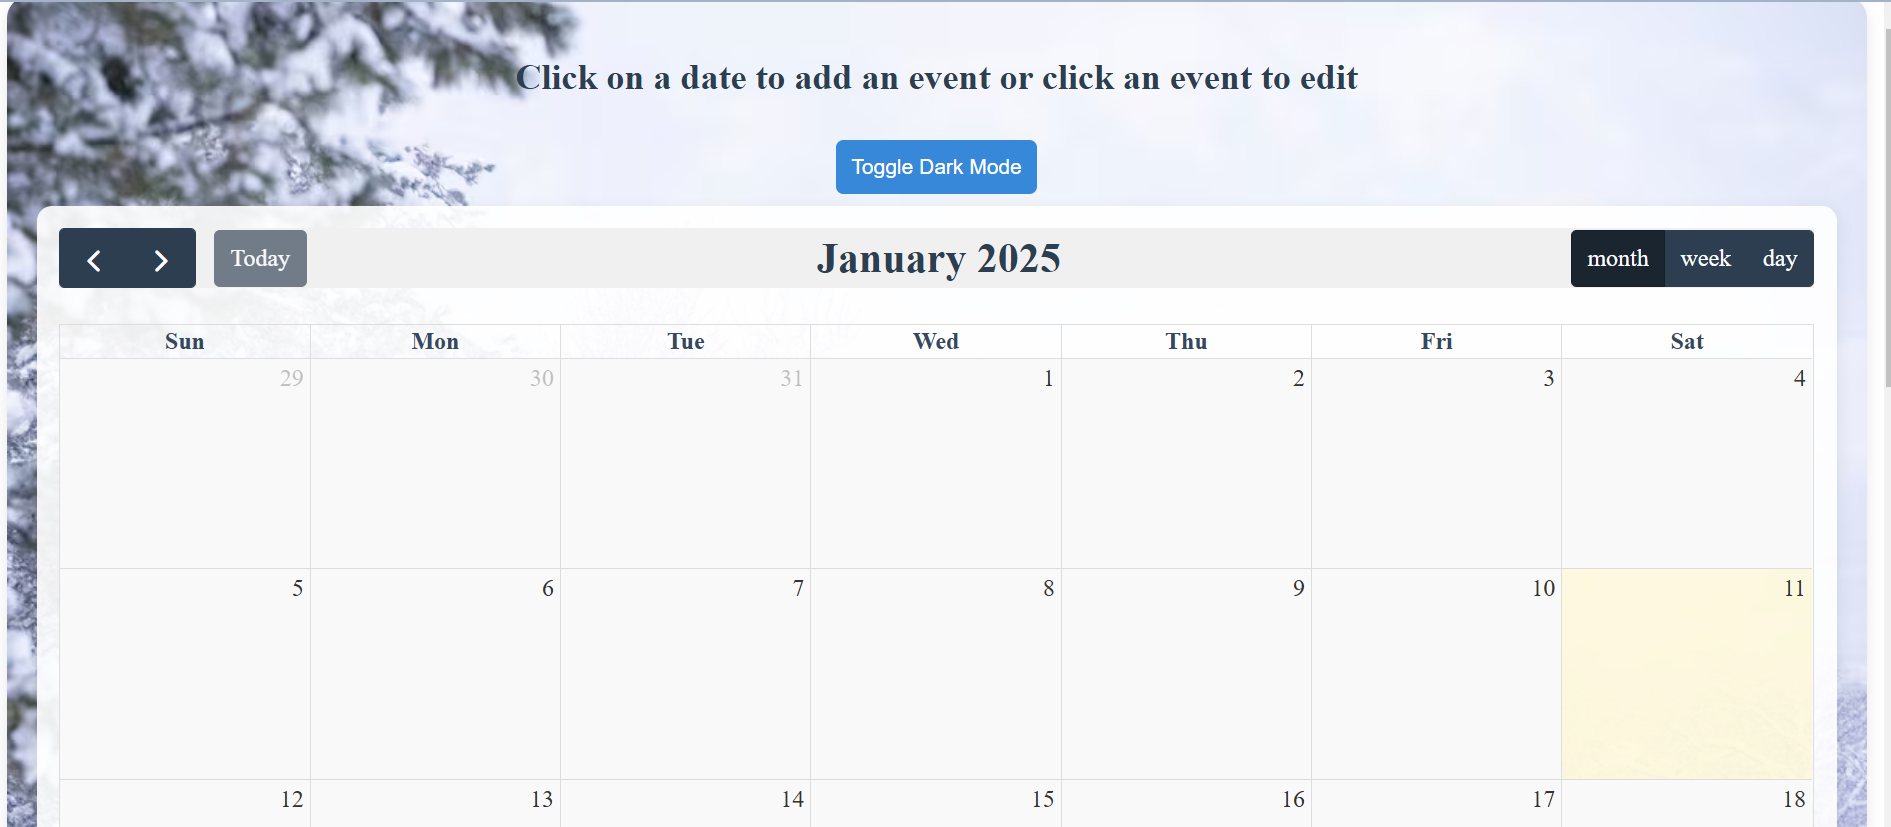 Click on a date to add an event or click an event to edit
Toggle Dark Mode
Today
January 2025
month week day
Sun Mon Tue Wed Thu Fri Sat
29 30 31 1 2 3 4
5 6 7 8 9 10 11
12 13 14 15 16 17 18